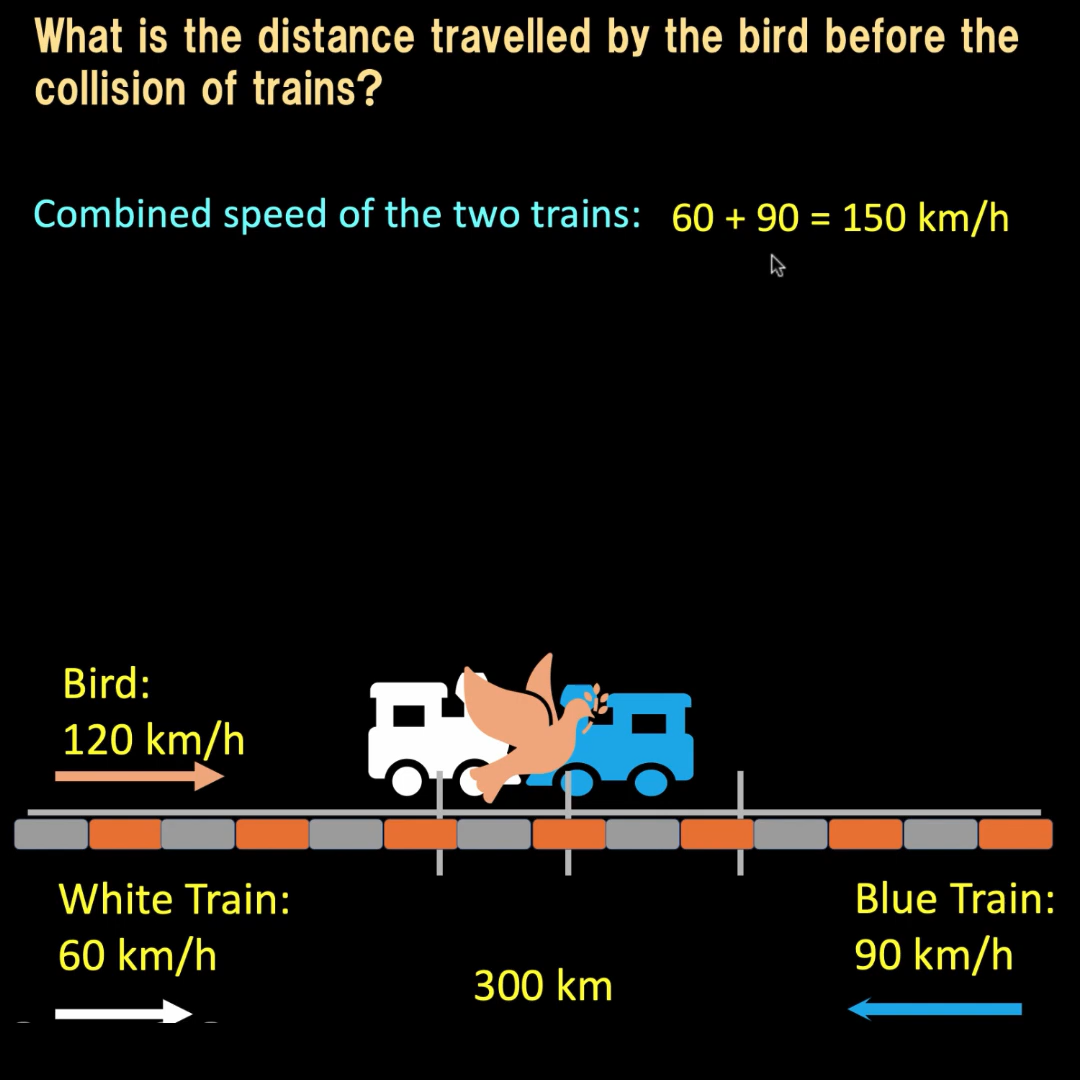 What is the distance travelled by the bird before the
collision of trains?
Combined speed of the two trains: 60 + 90 = 150 km/h
Bird:
120 km/h
White Train:
60 km/h
Blue Train:
90 km/h
300 km